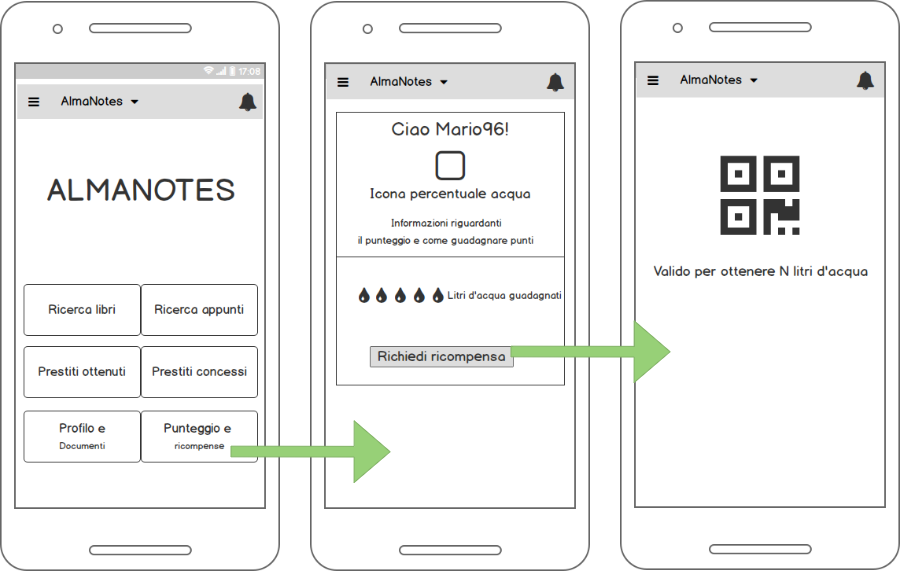 17:08
AlmaNotes
ALMANOTES
Ricerca libri
Ricerca appunti
Prestiti ottenuti
Prestiti concessi
Profilo e
Documenti
Punteggio e
ricompense
AlmaNotes
Ciao Mario96!
Icona percentuale acqua
Informazioni riguardanti
il punteggio e come guadagnare punti
Litri d'acqua guadagnati
Richiedi ricompensa
AlmaNotes
Valido per ottenere N litri d'acqua